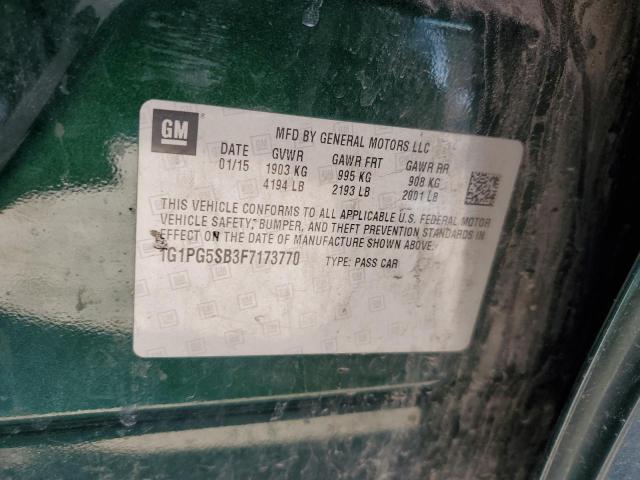 GM
MFD BY GENERAL MOTORS LLC
DATE GVWR GAWR FRT GAWR RR
01/15 1903 KG 995 KG 908 KG
4194 LB 2193 LB 2001 LB
THIS VEHICLE CONFORMS TO ALL APPLICABLE U.S. FEDERAL MOTOR
VEHICLE SAFETY, BUMPER, AND THEFT PREVENTION STANDARDS IN
EFFECT ON THE DATE OF MANUFACTURE SHOWN ABOVE.
1G1PG5SB3F7173770 TYPE: PASS CAR